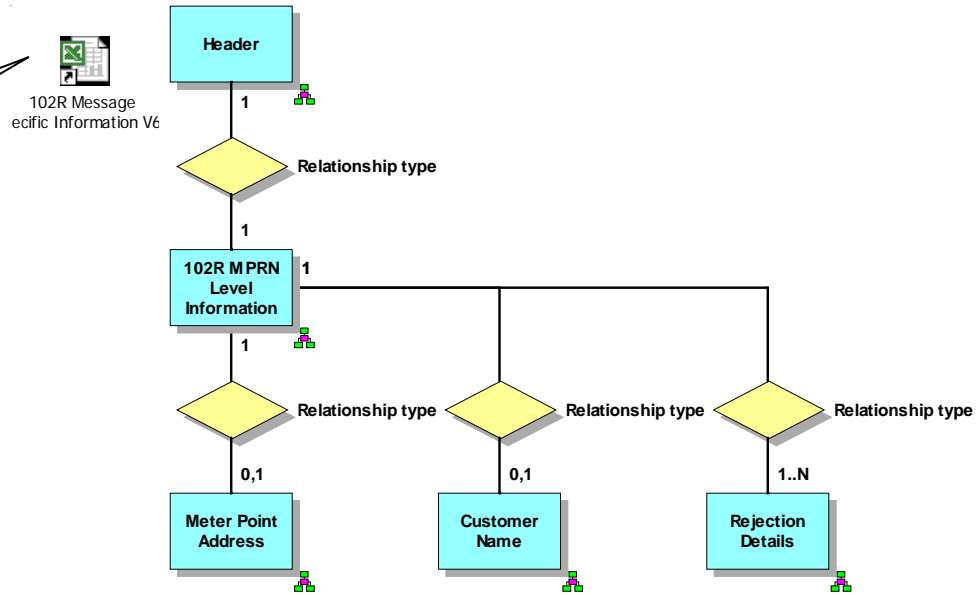 Header
102R Message
ecific Information V6
1
Relationship type
1
102R MPRN
Level
Information
1
1
Relationship type
Relationship type
Relationship type
0,1
0,1
1..N
Meter Point
Address
Customer
Name
Rejection
Details